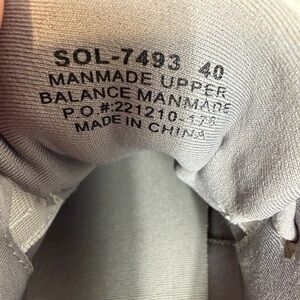 SOL-7493 40
MANMADE UPPER
BALANCE MANMADE
P.O #:221210-
MADE IN CHINA